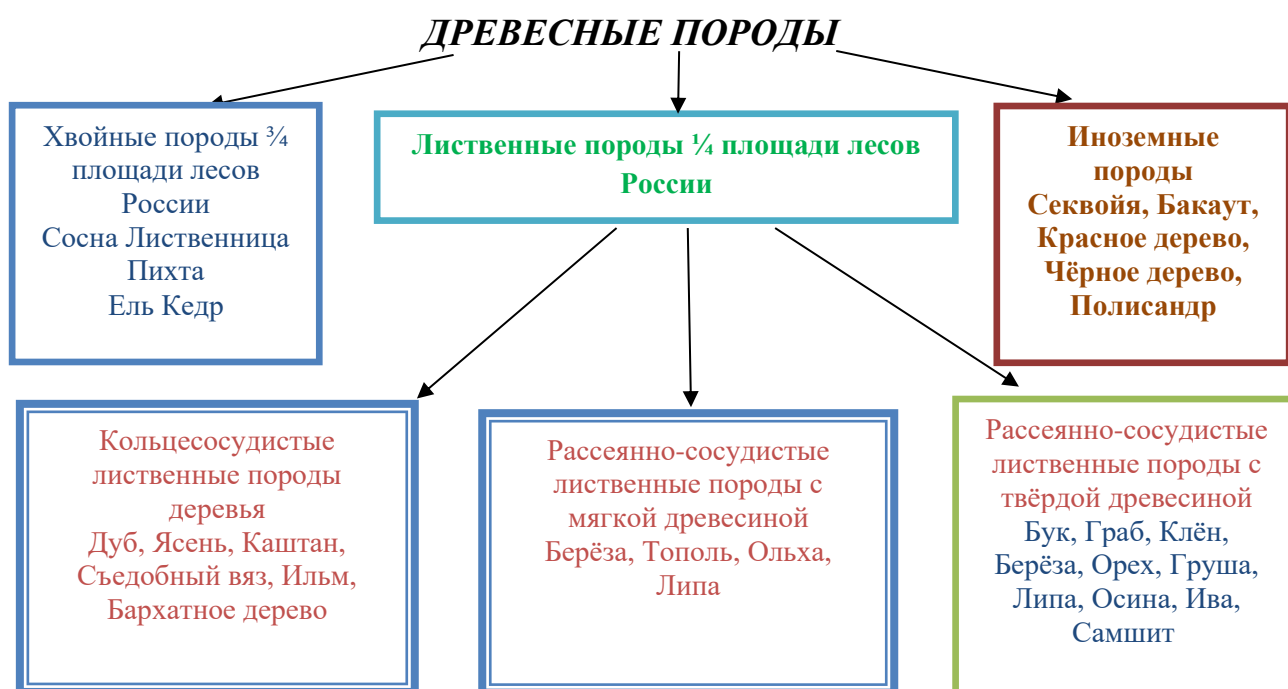 ДРЕВЕСНЫЕ ПОРОДЫ
Хвойные породы ¾
площади лесов
России
Сосна Лиственница
Пихта
Ель Кедр
Лиственные породы ¼ площади лесов
России
Иноземные
породы
Секвойя, Бакаут,
Красное дерево,
Чёрное дерево,
Полисандр
Кольцесосудистые
лиственные породы
деревья
Дуб, Ясень, Каштан,
Съедобный вяз, Ильм,
Бархатное дерево
Рассеянно-сосудистые
лиственные породы с
мягкой древесиной
Берёза, Тополь, Ольха,
Липа
Рассеянно-сосудистые
лиственные породы с
твёрдой древесиной
Бук, Граб, Клён,
Берёза, Орех, Груша,
Липа, Осина, Ива,
Самшит